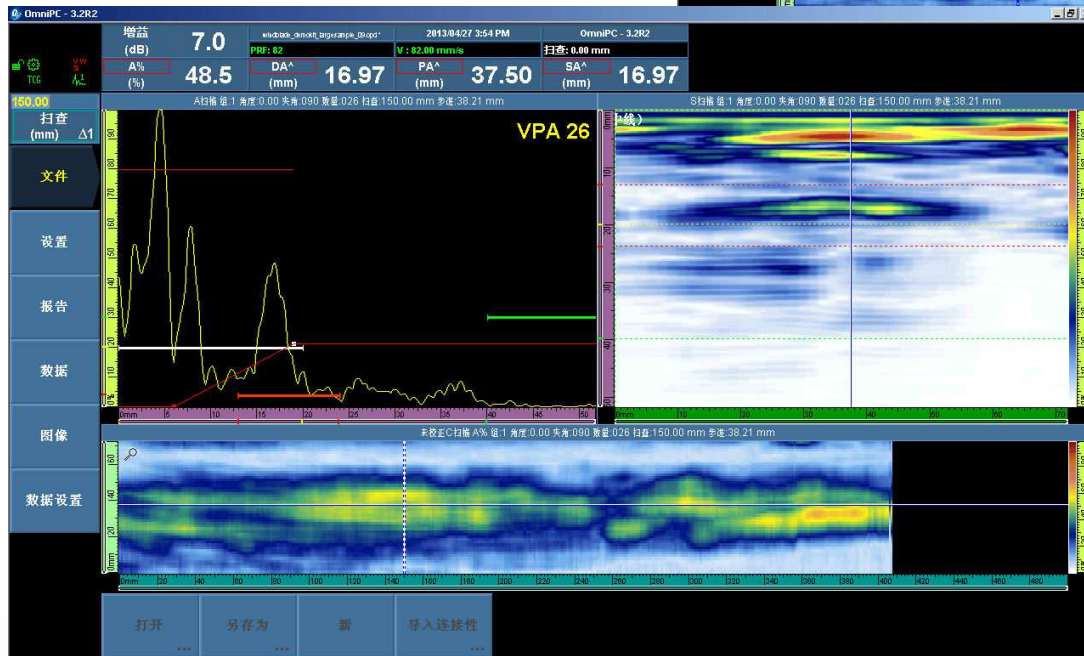 OmniPC - 3.2R2
增益
(dB)
7.0
2013/04/27 3:54 PM
OmniPC - 3.2R2
PRF: 82
V : 82.00 mm/s
扫查: 0.00 mm
TCG
A%
(%)
48.5
DA^
(mm)
16.97
PA^
(mm)
37.50
SA^
(mm)
16.97
150.00
扫查
(mm) Δ1
文件
设置
报告
数据
图像
数据设置
A扫描 组:1 角度:0.00 夹角:090 数量:026 扫查:150.00 mm 步进:38.21 mm
VPA 26
S扫描 组:1 角度:0.00 夹角:090 数量:026 扫查:150.00 mm 步进:38.21 mm
中线)
未校正C扫描 A% 组:1 角度:0.00 夹角:090 数量:026 扫查:150.00 mm 步进:38.21 mm
打开
...
另存为
...
新
导入连接性
...